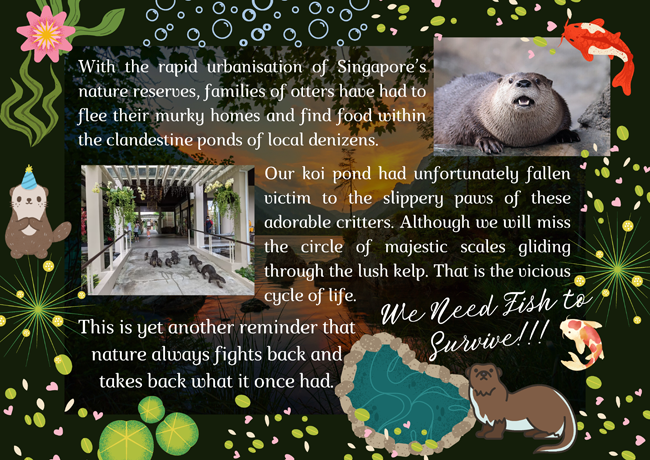 With the rapid urbanisation of Singapore's
nature reserves, families of otters have had to
flee their murky homes and find food within
the clandestine ponds of local denizens.
Our koi pond had unfortunately fallen
victim to the slippery paws of these
adorable critters. Although we will miss
the circle of majestic scales gliding
through the lush kelp. That is the vicious
cycle of life.
We Need Fish to
Survive!!!
This is yet another reminder that
nature always fights back and
takes back what it once had.